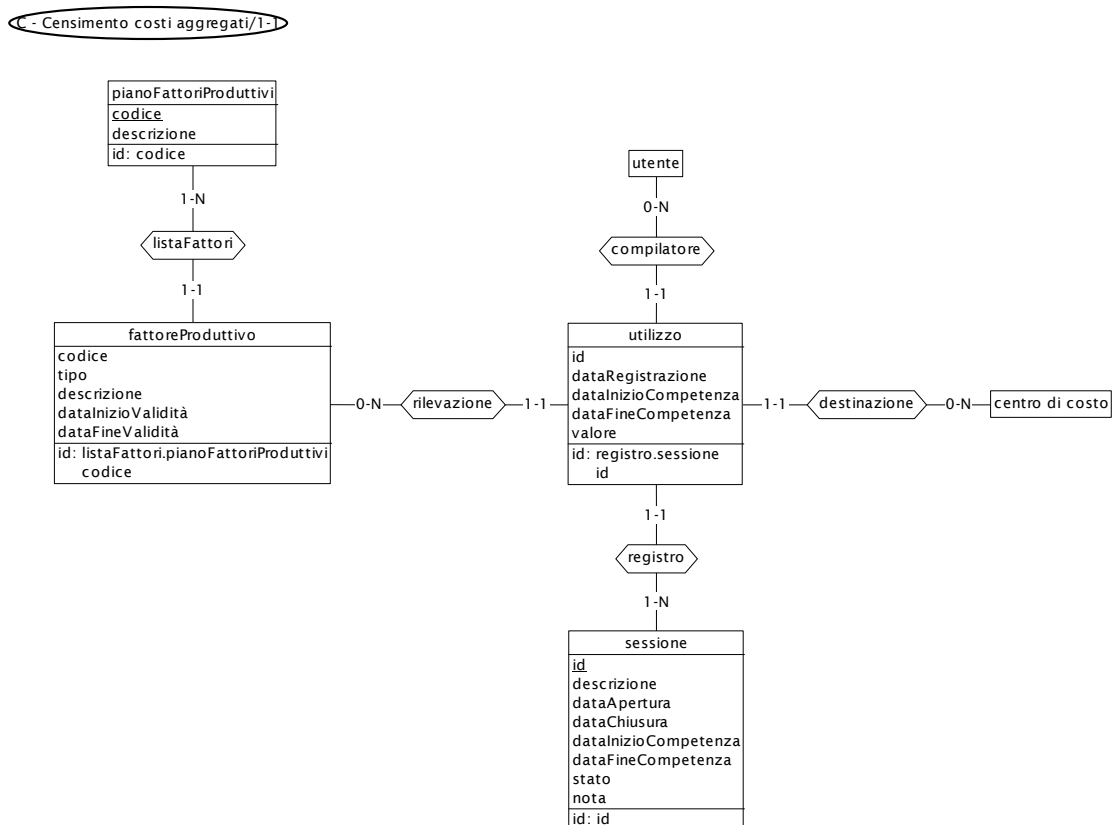 C - Censimento costi aggregati/1-1
pianoFattoriProduttivi
codice
descrizione
id: codice
1-N
listaFattori
1-1
fattoreProduttivo
codice
tipo
descrizione
dataInizioValidità
dataFineValidità
id: listaFattori.pianoFattoriProduttivi
codice
0-N
rilevazione
1-1
utente
0-N
compilatore
1-1
utilizzo
id
dataRegistrazione
dataInizioCompetenza
dataFineCompetenza
valore
id: registro.sessione
id
1-1
destinazione
0-N
centro di costo
1-1
registro
1-N
sessione
id
descrizione
dataApertura
dataChiusura
dataInizioCompetenza
dataFineCompetenza
stato
nota
id: id